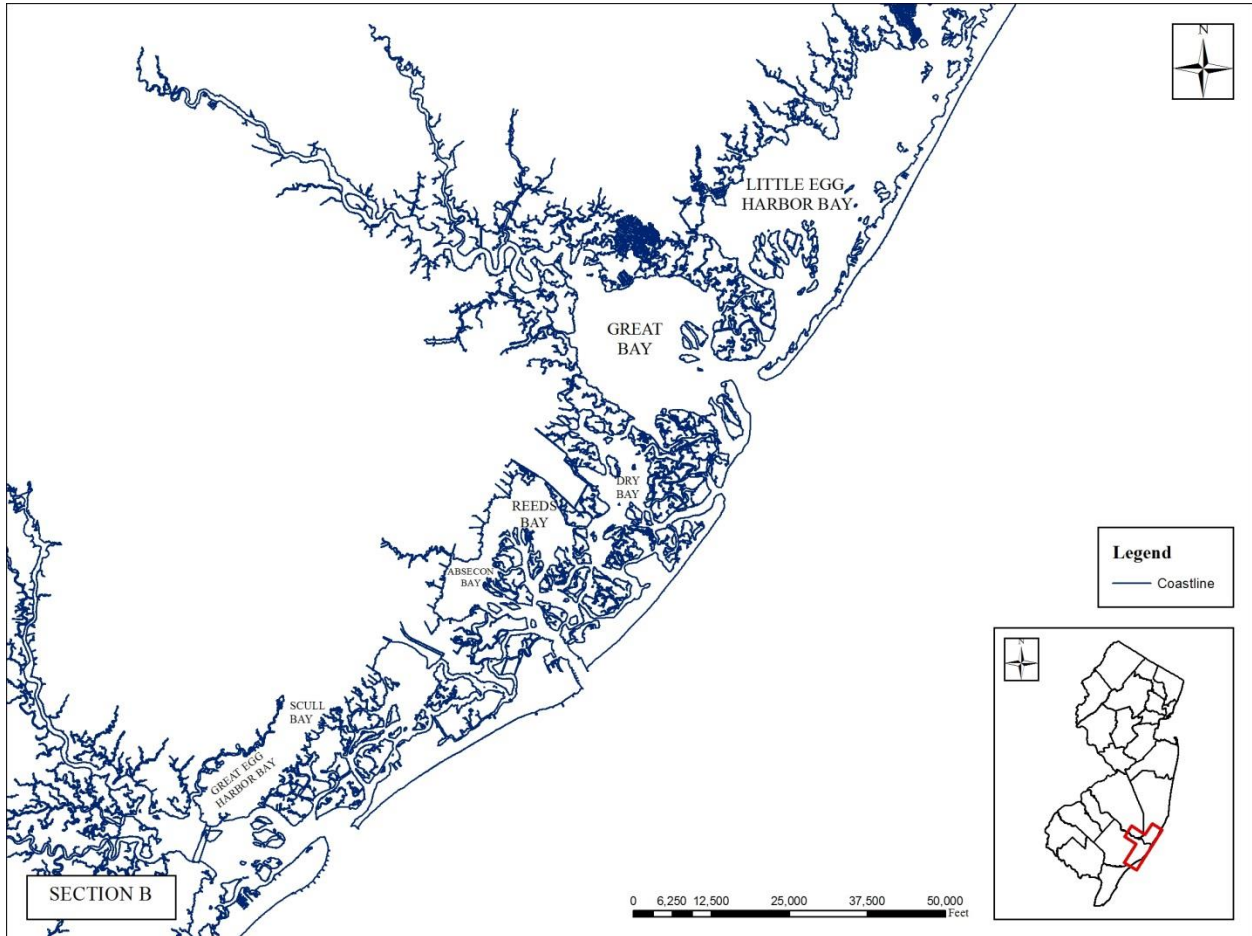 N
LITTLE EGG
HARBOR BAY
GREAT
BAY
DRY
BAY
REEDS
BAY
ABSECON
BAY
SCULL
BAY
GREAT EGG
HARBOR BAY
Legend
Coastline
N
SECTION B
0 6,250 12,500 25,000 37,500 50,000
Feet